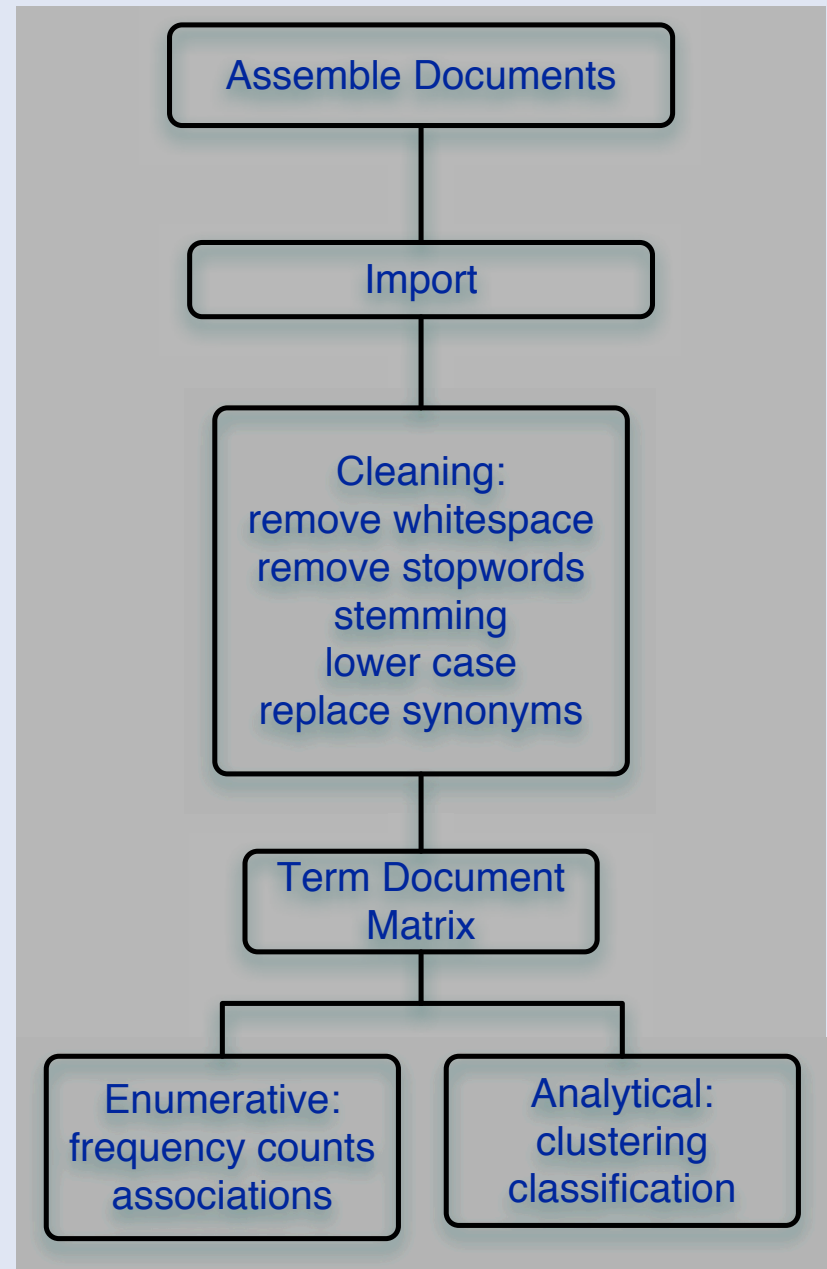 Assemble Documents
Import
Cleaning:
remove whitespace
remove stopwords
stemming
lower case
replace synonyms
Term Document
Matrix
Enumerative:
frequency counts
associations
Analytical:
clustering
classification